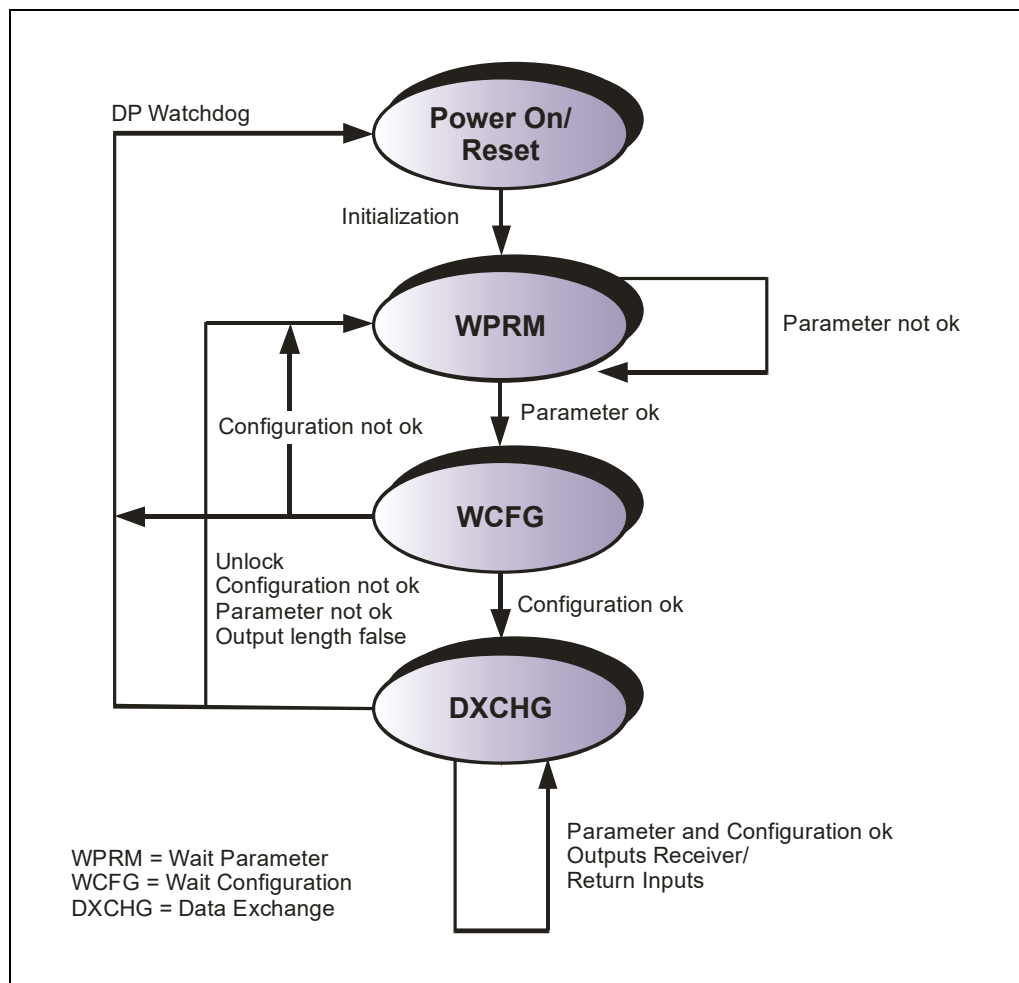 DP Watchdog
Power On/
Reset
Initialization
WPRM
Parameter not ok
Parameter ok
Configuration not ok
WCFG
Unlock
Configuration not ok
Parameter not ok
Output length false
Configuration ok
DXCHG
Parameter and Configuration ok
Outputs Receiver/
Return Inputs
WPRM = Wait Parameter
WCFG = Wait Configuration
DXCHG = Data Exchange